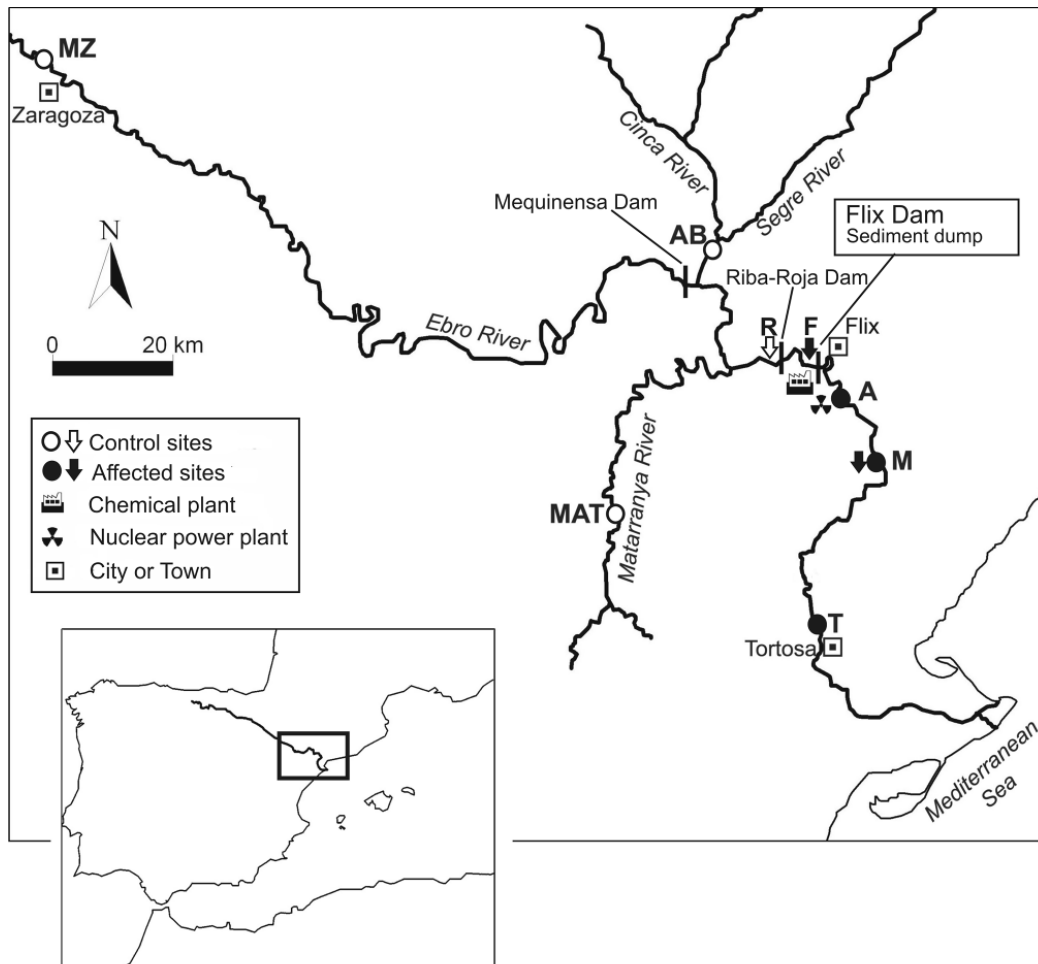 MZ
Zaragoza
Cinca River
Segre River
Mequinensa Dam
AB
Flix Dam
Sediment dump
Riba-Roja Dam
N
Ebro River
R
F
Flix
0
20 km
A
M
Control sites
Affected sites
Chemical plant
Nuclear power plant
City or Town
MAT
Matarranya River
T
Tortosa
Mediterranean
Sea